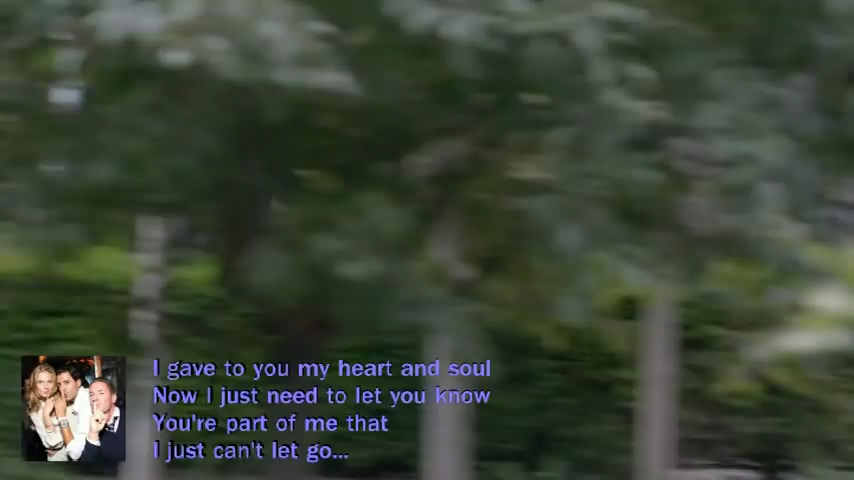 I gave to you my heart and soul
Now I just need to let you know
You're part of me that
I just can't let go...